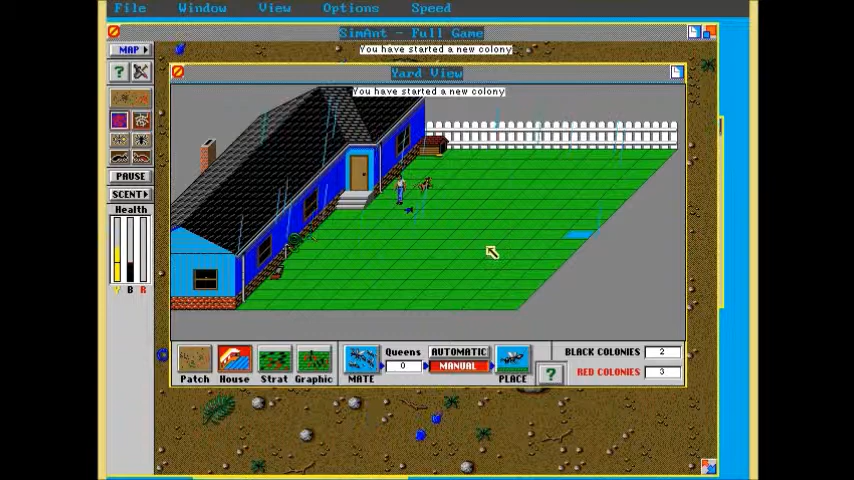 File Window View Options Speed
SimAnt - Full Game
You have started a new colony
MAP
?
Yard View
You have started a new colony
PAUSE
SCENT
Health
Y B R
Patch House Strat Graphic
MATE
Queens
0
AUTOMATIC
MANUAL
PLACE
?
BLACK COLONIES 2
RED COLONIES 3